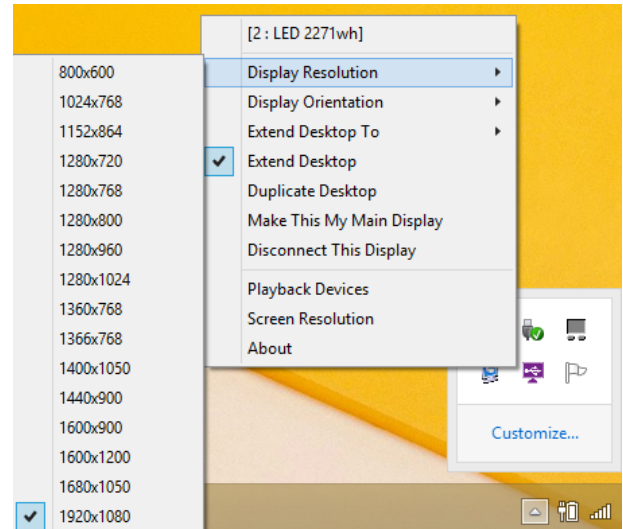 [2 : LED 2271wh]
Display Resolution
Display Orientation
Extend Desktop To
Extend Desktop
Duplicate Desktop
Make This My Main Display
Disconnect This Display
Playback Devices
Screen Resolution
About
800x600
1024x768
1152x864
1280x720
1280x768
1280x800
1280x960
1280x1024
1360x768
1366x768
1400x1050
1440x900
1600x900
1600x1200
1680x1050
1920x1080
Customize...